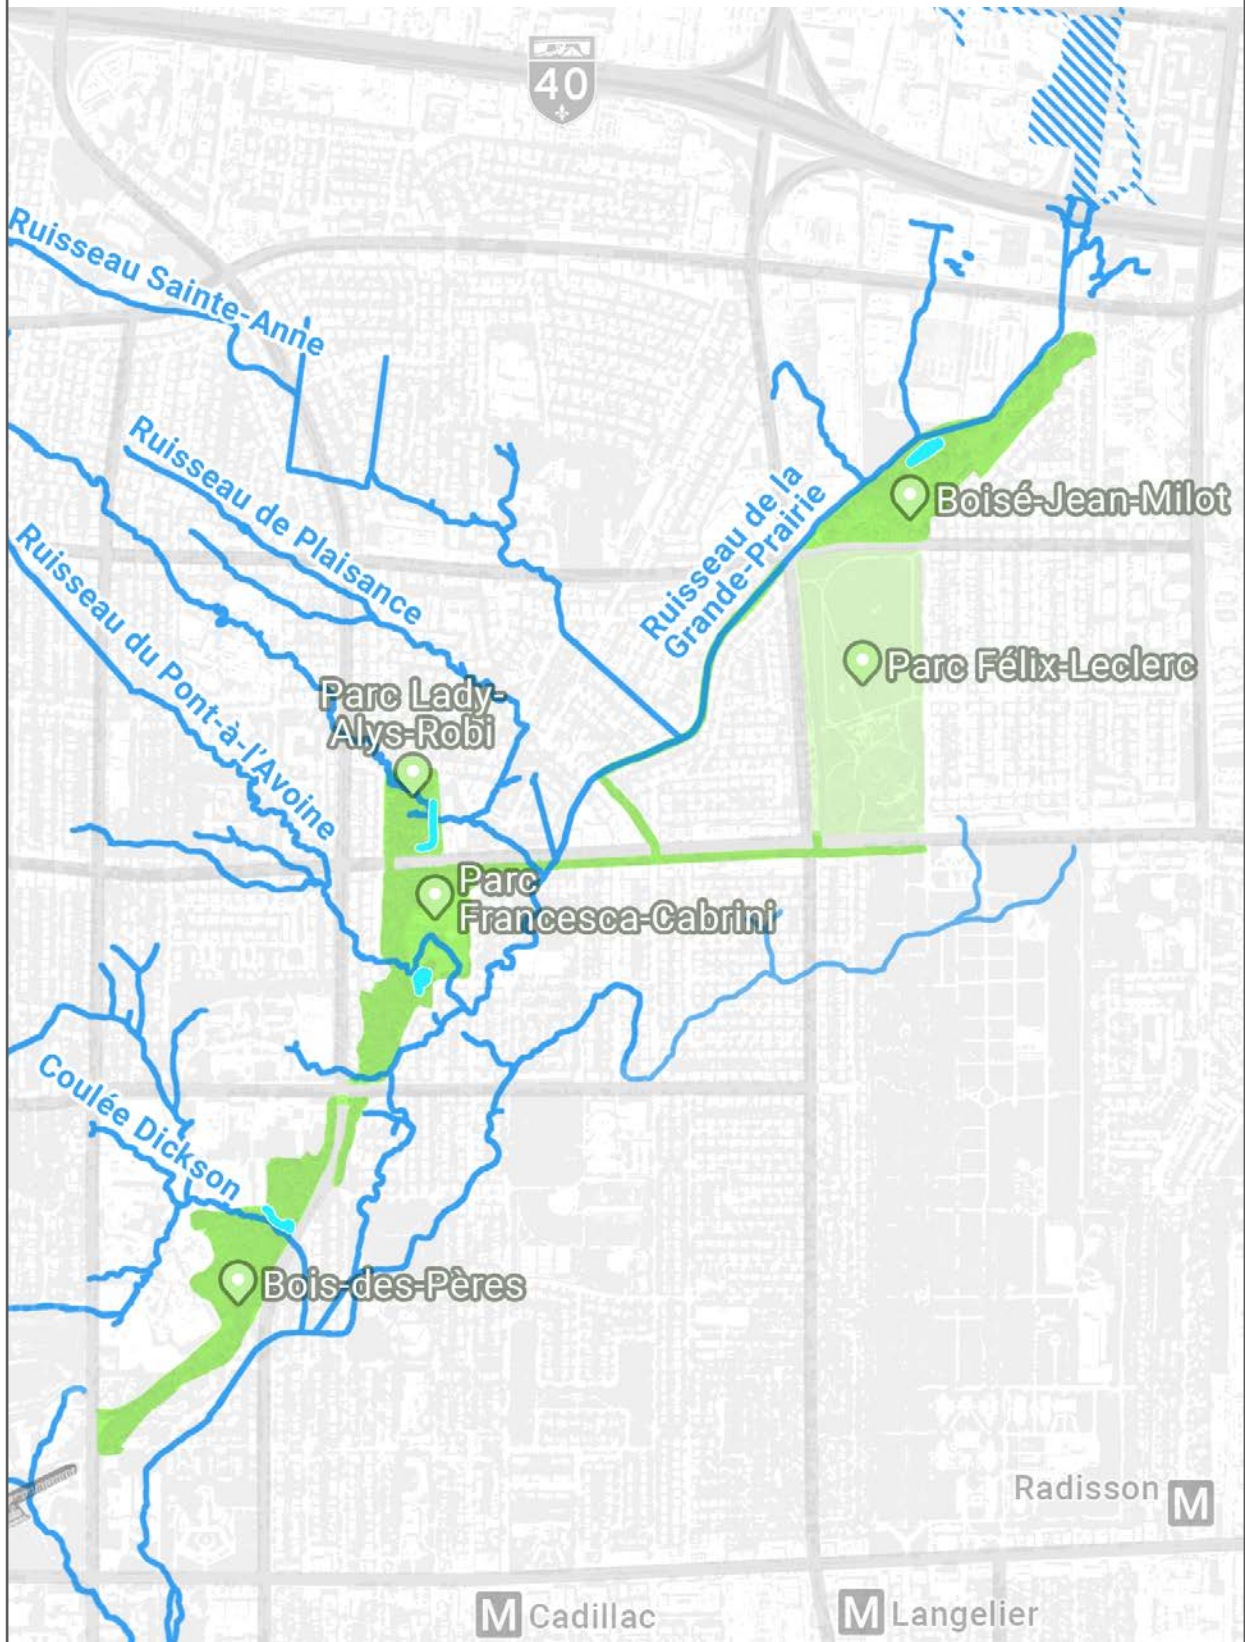 40
Ruisseau Sainte-Anne
Ruisseau de Plaisance
Ruisseau du Pont-à-l'Avoine
Ruisseau de la
Grande-Prairie
Boisé-Jean-Milot
Parc Félix-Leclerc
Parc Lady-
Alys-Robi
Parc
Francesca-Cabrini
Coulée Dickson
Bois-des-Pères
Radisson M
M Cadillac
M Langelier